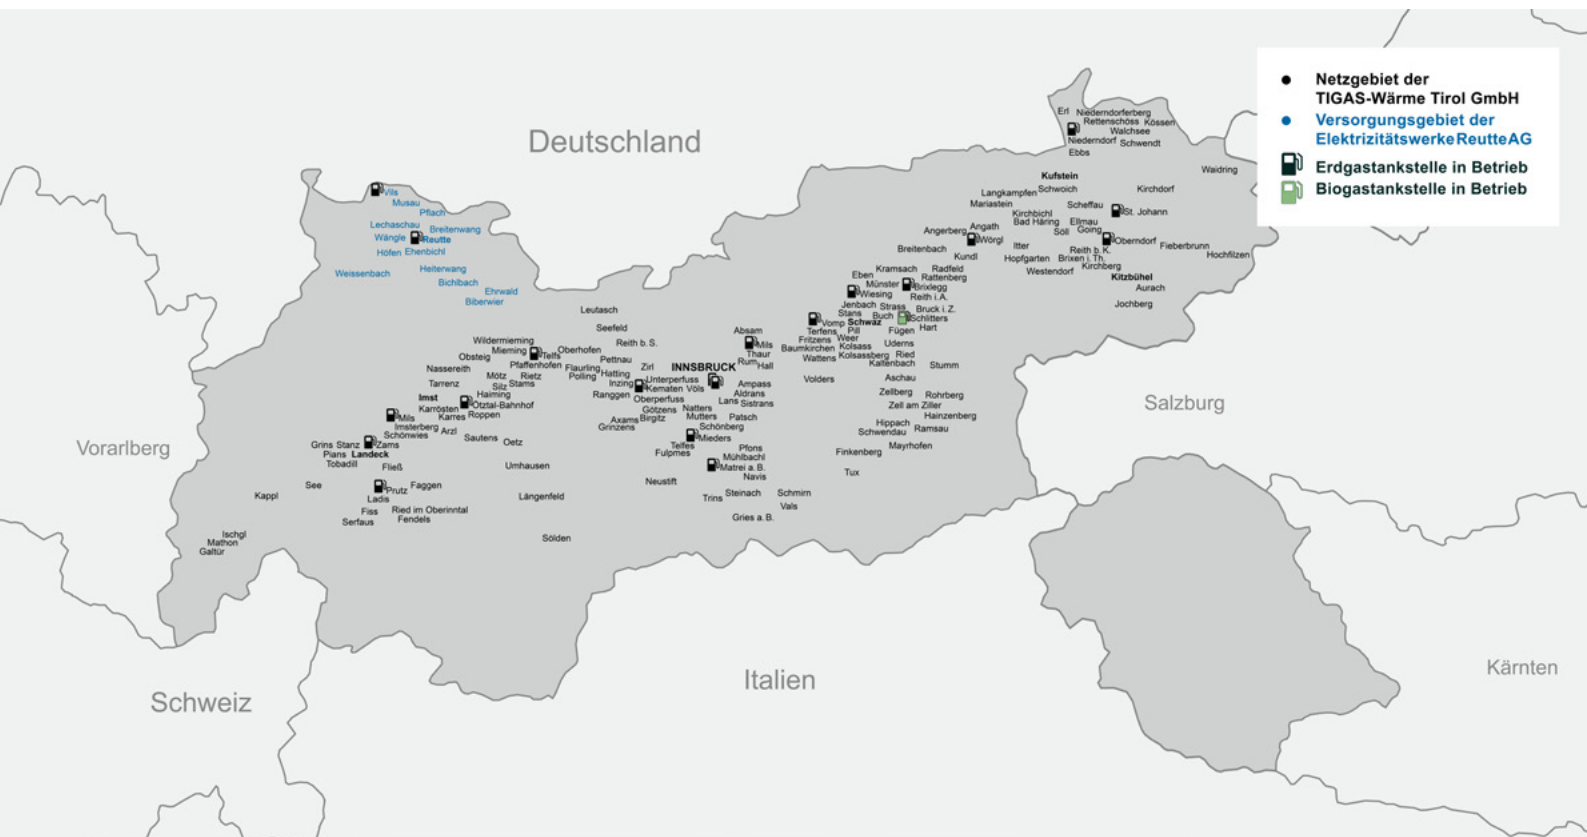 Netzgebiet der
TIGAS-Wärme Tirol GmbH
Versorgungsgebiet der
ElektrizitätswerkeReutteAG
Erdgastankstelle in Betrieb
Biogastankstelle in Betrieb
Deutschland
Vorarlberg
Schweiz
Italien
Salzburg
Kärnten
Vils
Musau
Pflach
Lechaschau
Breitenwang
Wängle
Reutte
Höfen
Ehenbichl
Weissenbach
Heiterwang
Bichlbach
Ehrwald
Biberwier
Leutasch
Seefeld
Reith b. S.
Wildermieming
Mieming
Telfs
Oberhofen
Obsteig
Pfaffenhofen
Flaurling
Pettnau
Zirl
Nassereith
Mötz
Rietz
Polling
Hatting
Tarrenz
Silz
Stams
Inzing
Unterperfuss
Kematen
Völs
Imst
Haiming
Ranggen
Oberperfuss
Karrösten
Ötztal-Bahnhof
Götzens
Natters
Mils
Karres
Roppen
Axams
Birgitz
Mutters
Imsterberg
Arzl
Grinzens
Schönberg
Schönwies
Sautens
Oetz
Mieders
Grins
Stanz
Zams
Telfes
Pians
Landeck
Fulpmes
Tobadill
Fließ
Umhausen
See
Prutz
Faggen
Neustift
Kappl
Ladis
Längenfeld
Fiss
Ried im Oberinntal
Serfaus
Fendels
Ischgl
Mathon
Galtür
Sölden
Absam
Mils
Thaur
Rum
Hall
INNSBRUCK
Ampass
Aldrans
Lans
Sistrans
Patsch
Pfons
Mühlbachl
Matrei a. B.
Navis
Trins
Steinach
Schmirn
Vals
Gries a. B.
Eben
Kramsach
Radfeld
Münster
Rattenberg
Wiesing
Brixlegg
Reith i.A.
Jenbach
Strass
Bruck i. Z.
Stans
Buch
Schlitters
Vomp
Schwaz
Hart
Terfens
Pill
Fügen
Fritzens
Weer
Baumkirchen
Kolsass
Uderns
Wattens
Kolsassberg
Ried
Kaltenbach
Stumm
Volders
Aschau
Zellberg
Rohrberg
Zell am Ziller
Hainzenberg
Hippach
Ramsau
Schwendau
Mayrhofen
Finkenberg
Tux
Erl
Niederndorferberg
Rettenschöss
Kössen
Walchsee
Niederndorf
Schwendt
Ebbs
Waidring
Kufstein
Langkampfen
Schwoich
Kirchdorf
Mariastein
Scheffau
Kirchbichl
St. Johann
Bad Häring
Ellmau
Angath
Angerberg
Söll
Going
Wörgl
Oberndorf
Breitenbach
Itter
Reith b. K.
Fieberbrunn
Kundl
Hopfgarten
Brixen i. Th.
Hochfilzen
Kirchberg
Westendorf
Kitzbühel
Aurach
Jochberg